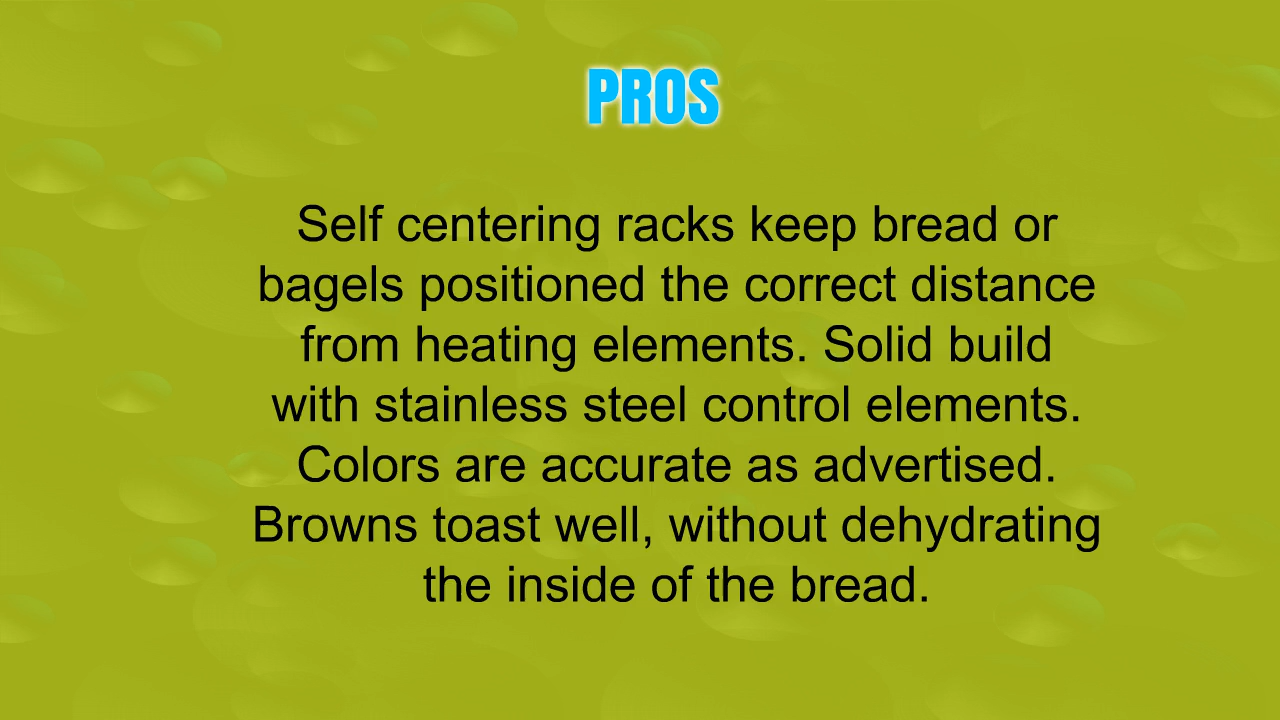 PROS
Self centering racks keep bread or
bagels positioned the correct distance
from heating elements. Solid build
with stainless steel control elements.
Colors are accurate as advertised.
Browns toast well, without dehydrating
the inside of the bread.